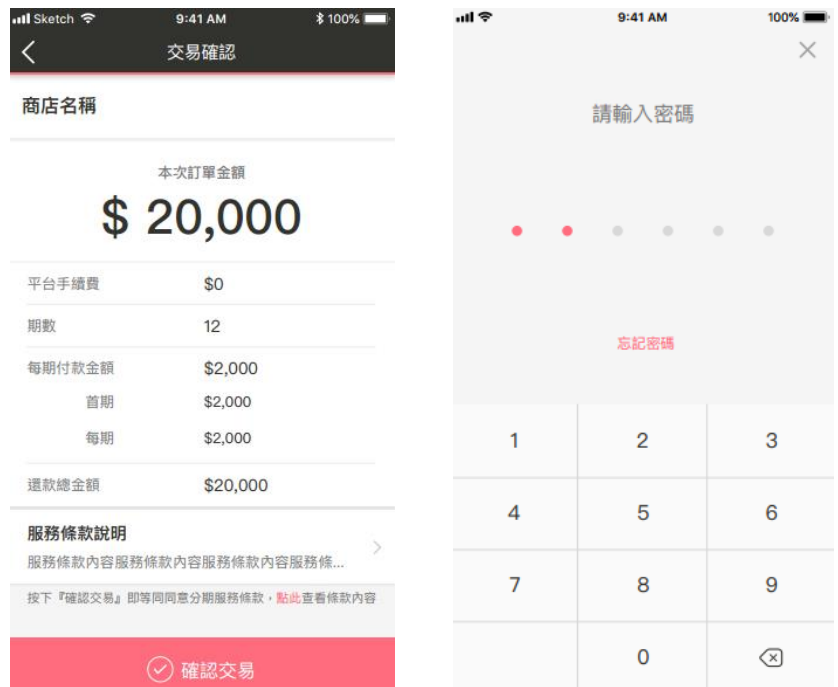 Sketch 9:41 AM 100%
交易確認
商店名稱
本次訂單金額
$ 20,000
平台手續費 $0
期數 12
每期付款金額 $2,000
首期 $2,000
每期 $2,000
還款總金額 $20,000
服務條款說明
服務條款內容服務條款內容服務條款內容服務條...
按下『確認交易』即等同同意分期服務條款，點此查看條款內容
確認交易
9:41 AM 100%
請輸入密碼
忘記密碼
1 2 3
4 5 6
7 8 9
0